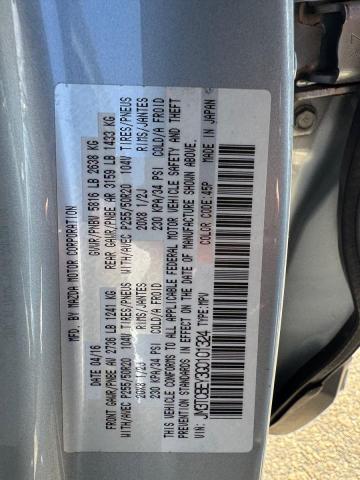 MAZDA MOTOR CORPORATION
04/16 GVWR/PNBV 5816 LB 2638 KG
FRONT GAWR/PNBE AV 2736 LB 1241 KG REAR GAWR/PNBE AR 3159 LB 1433 KG
WITH/AVEC P255/50R20 104V TIRES/PNEUS WITH/AVEC P255/50R20 104V TIRES/PNEUS
20X8 1/2J RIMS/JANTES 20X8 1/2J RIMS/JANTES
230 KPA/34 PSI COLD/A FROID 230 KPA/34 PSI COLD/A FROID
THIS VEHICLE CONFORMS TO ALL APPLICABLE FEDERAL MOTOR VEHICLE SAFETY AND THEFT
PREVENTION STANDARDS IN EFFECT ON THE DATE OF MANUFACTURE SHOWN ABOVE.
VIN: JM3TCBEY3G0101324 TYPE:MPV COLOR CODE:45P MADE IN JAPAN